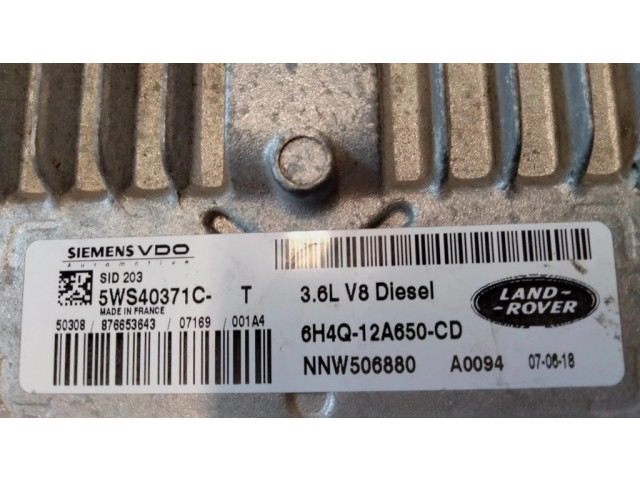 SIEMENS VDO
Automotive
SID 203
5WS40371C- T
MADE IN FRANCE
50308 / 876653643 / 07169 / 001A4
3.6L V8 Diesel
6H4Q-12A650-CD
NNW506880 A0094 07-06-18
LAND-
-ROVER